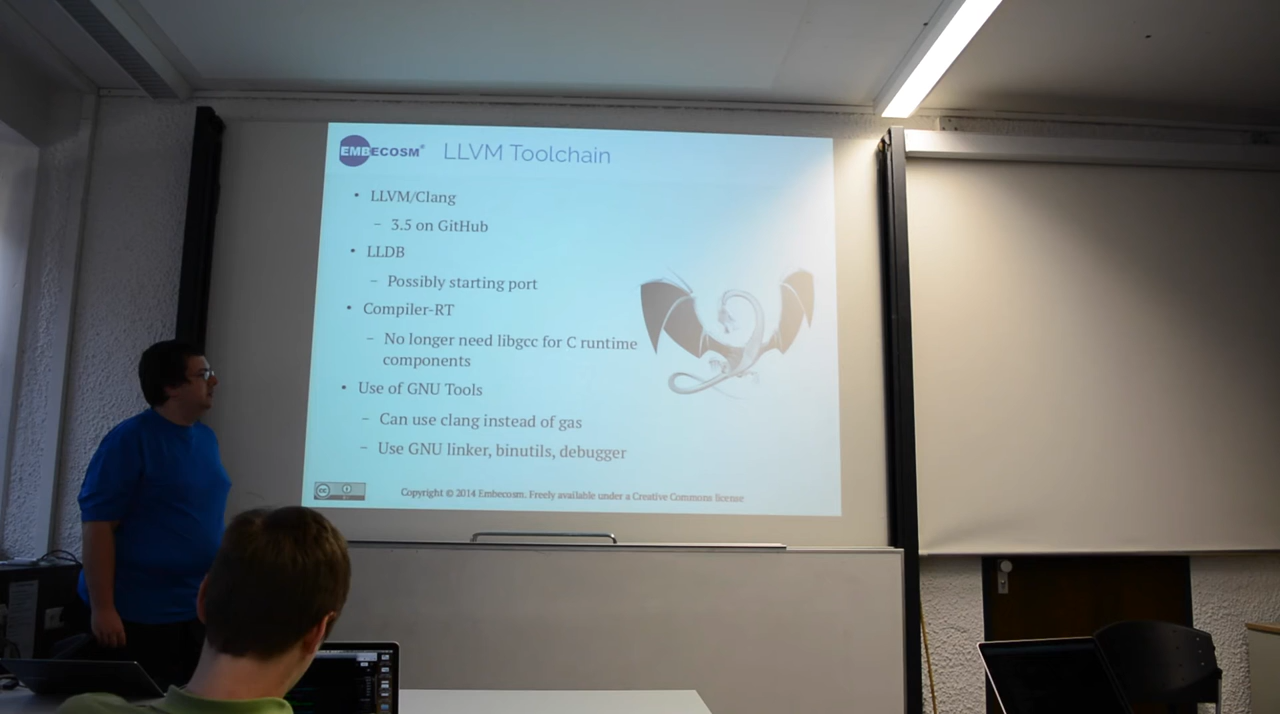 EMBECOSM® LLVM Toolchain
• LLVM/Clang
– 3.5 on GitHub
• LLDB
– Possibly starting port
• Compiler-RT
– No longer need libgcc for C runtime
components
• Use of GNU Tools
– Can use clang instead of gas
– Use GNU linker, binutils, debugger
cc
Copyright © 2014 Embecosm. Freely available under a Creative Commons license